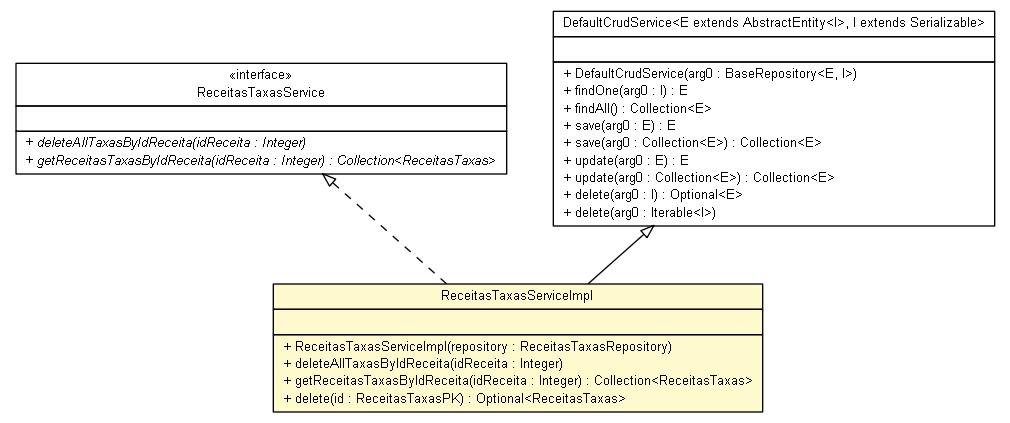 DefaultCrudService<E extends AbstractEntity<I>, I extends Serializable>
+ DefaultCrudService(arg0 : BaseRepository<E, I>)
+ findOne(arg0 : I) : E
+ findAll() : Collection<E>
+ save(arg0 : E) : E
+ save(arg0 : Collection<E>) : Collection<E>
+ update(arg0 : E) : E
+ update(arg0 : Collection<E>) : Collection<E>
+ delete(arg0 : I) : Optional<E>
+ delete(arg0 : Iterable<I>)
«interface»
ReceitasTaxasService
+ deleteAllTaxasByIdReceita(idReceita : Integer)
+ getReceitasTaxasByIdReceita(idReceita : Integer) : Collection<ReceitasTaxas>
ReceitasTaxasServiceImpl
+ ReceitasTaxasServiceImpl(repository : ReceitasTaxasRepository)
+ deleteAllTaxasByIdReceita(idReceita : Integer)
+ getReceitasTaxasByIdReceita(idReceita : Integer) : Collection<ReceitasTaxas>
+ delete(id : ReceitasTaxasPK) : Optional<ReceitasTaxas>